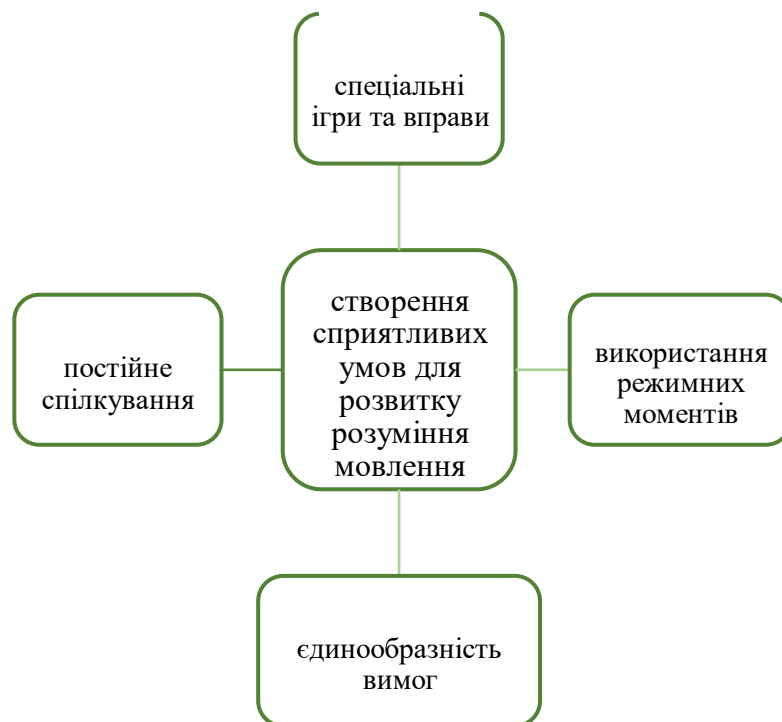 спеціальні
ігри та вправи
постійне
спілкування
створення
сприятливих
умов для
розвитку
розуміння
мовлення
використання
режимних
моментів
єдинообразність
вимог